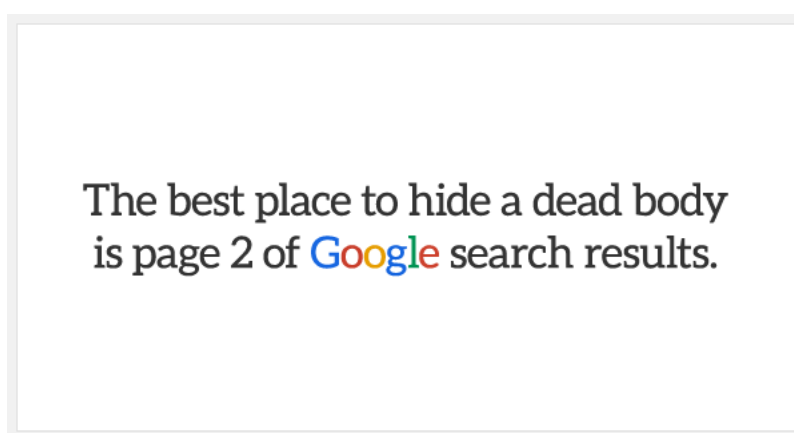 The best place to hide a dead body
is page 2 of Google search results.